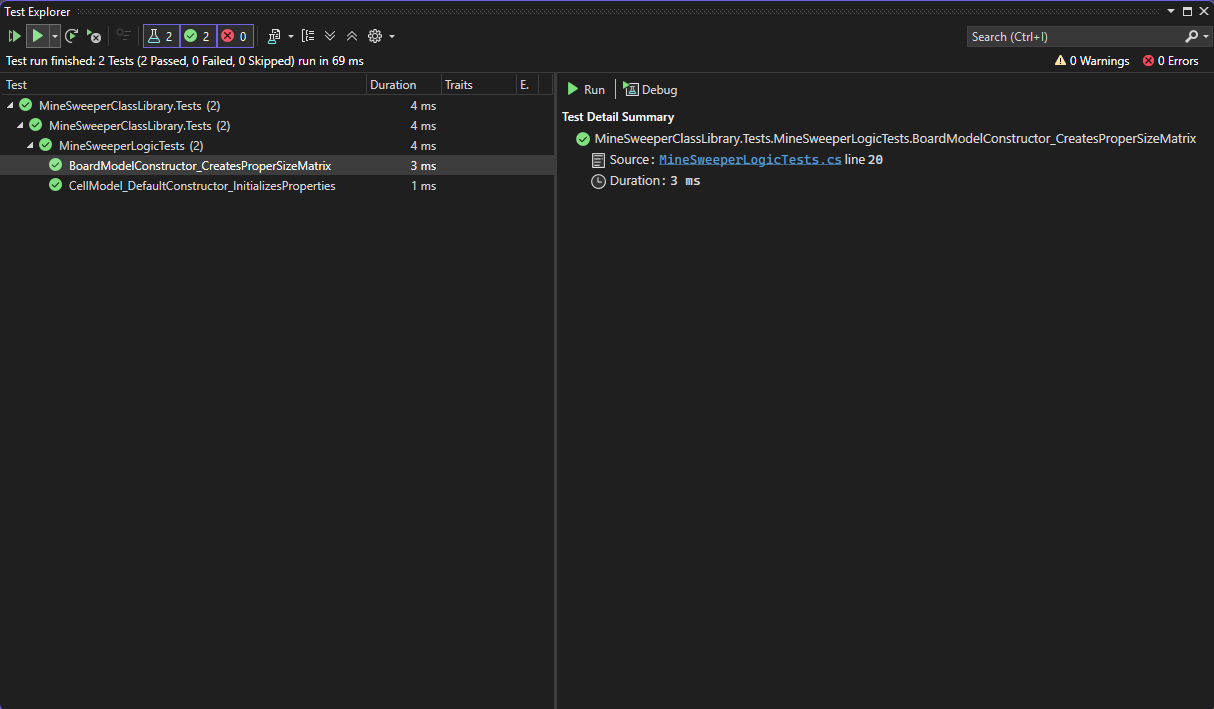 Test Explorer
2 2 0 Search (Ctrl+I)
Test run finished: 2 Tests (2 Passed, 0 Failed, 0 Skipped) run in 69 ms 0 Warnings 0 Errors
Test Duration Traits E.
MineSweeperClassLibrary.Tests (2) 4 ms
MineSweeperClassLibrary.Tests (2) 4 ms
MineSweeperLogicTests (2) 4 ms
BoardModelConstructor_CreatesProperSizeMatrix 3 ms
CellModel_DefaultConstructor_InitializesProperties 1 ms
Run Debug
Test Detail Summary
MineSweeperClassLibrary.Tests.MineSweeperLogicTests.BoardModelConstructor_CreatesProperSizeMatrix
Source: MineSweeperLogicTests.cs line 20
Duration: 3 ms